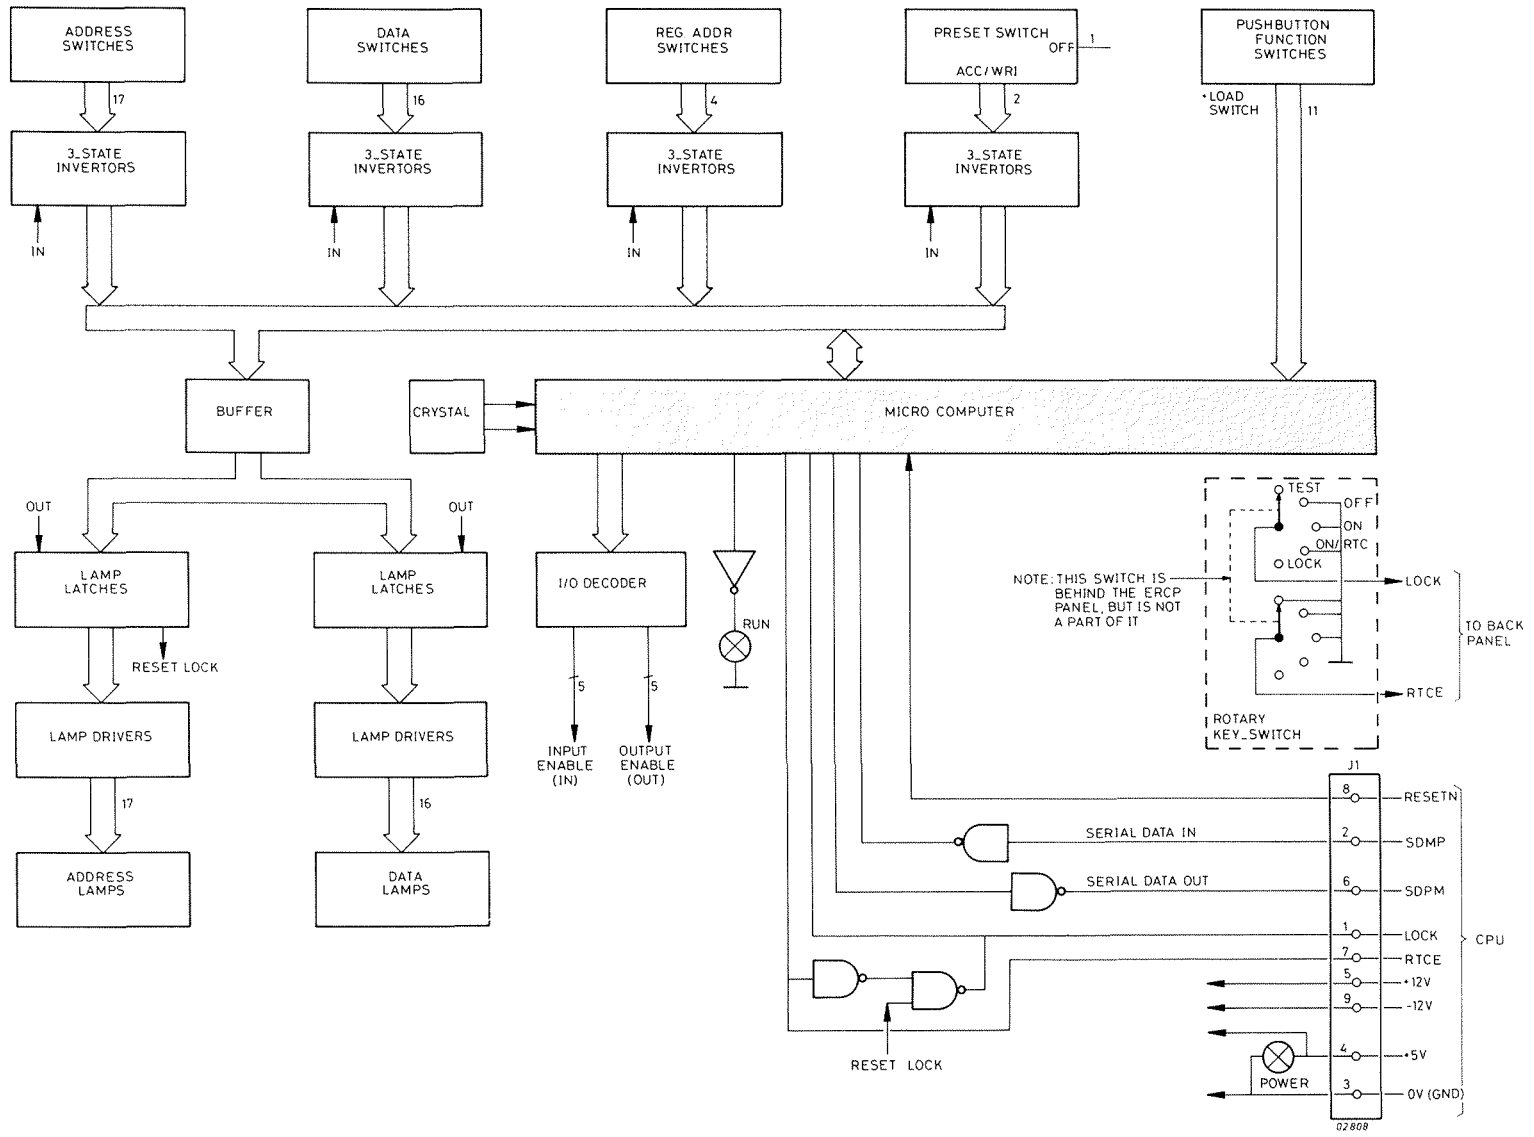 ADDRESS
SWITCHES
DATA
SWITCHES
REG. ADDR
SWITCHES
PRESET SWITCH
OFF
1
ACC/WRI
PUSHBUTTON
FUNCTION
SWITCHES
17
16
4
2
+LOAD
SWITCH
11
3_STATE
INVERTORS
3_STATE
INVERTORS
3_STATE
INVERTORS
3_STATE
INVERTORS
IN
IN
IN
IN
BUFFER
CRYSTAL
MICRO COMPUTER
OUT
OUT
LAMP
LATCHES
LAMP
LATCHES
I/O DECODER
RESET LOCK
RUN
5
5
INPUT
ENABLE
(IN)
OUTPUT
ENABLE
(OUT)
LAMP DRIVERS
LAMP DRIVERS
17
16
ADDRESS
LAMPS
DATA
LAMPS
TEST
OFF
ON
ON/RTC
LOCK
NOTE: THIS SWITCH IS
BEHIND THE ERCP
PANEL, BUT IS NOT
A PART OF IT
LOCK
TO BACK
PANEL
RTCE
ROTARY
KEY_SWITCH
J1
8
RESETN
SERIAL DATA IN
2
SDMP
SERIAL DATA OUT
6
SDPM
1
LOCK
CPU
7
RTCE
5
+12V
9
-12V
RESET LOCK
4
+5V
POWER
3
0V (GND)
02808